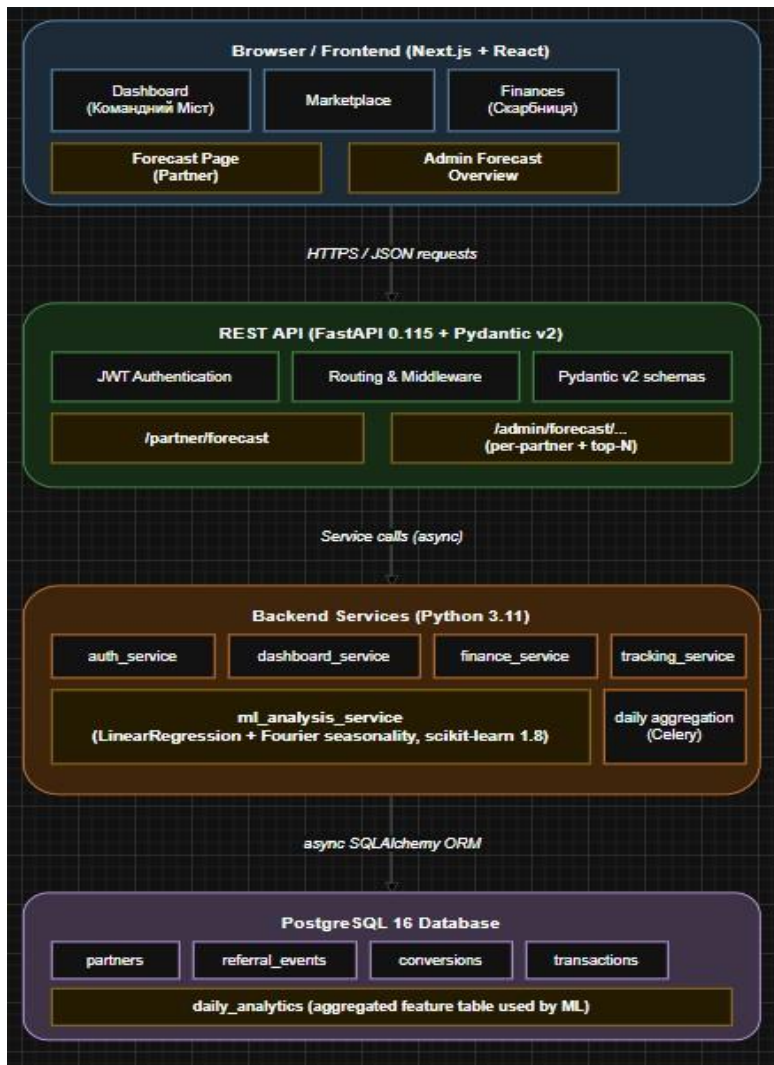 Browser / Frontend (Next.js + React)
Dashboard
(Командний Міст)
Marketplace
Finances
(Скарбниця)
Forecast Page
(Partner)
Admin Forecast
Overview
HTTPS / JSON requests
REST API (FastAPI 0.115 + Pydantic v2)
JWT Authentication
Routing & Middleware
Pydantic v2 schemas
/partner/forecast
/admin/forecast/...
(per-partner + top-N)
Service calls (async)
Backend Services (Python 3.11)
auth_service
dashboard_service
finance_service
tracking_service
ml_analysis_service
(LinearRegression + Fourier seasonality, scikit-learn 1.8)
daily aggregation
(Celery)
async SQLAlchemy ORM
PostgreSQL 16 Database
partners
referral_events
conversions
transactions
daily_analytics (aggregated feature table used by ML)